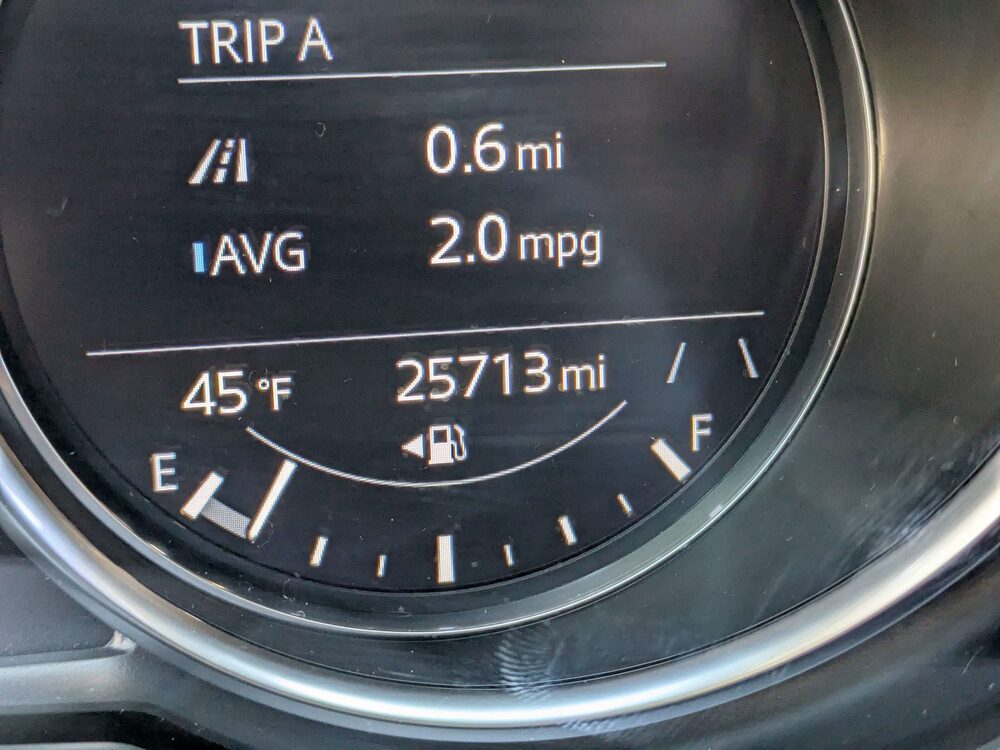 TRIP A
0.6 mi
AVG 2.0 mpg
45 °F 25713 mi
E F